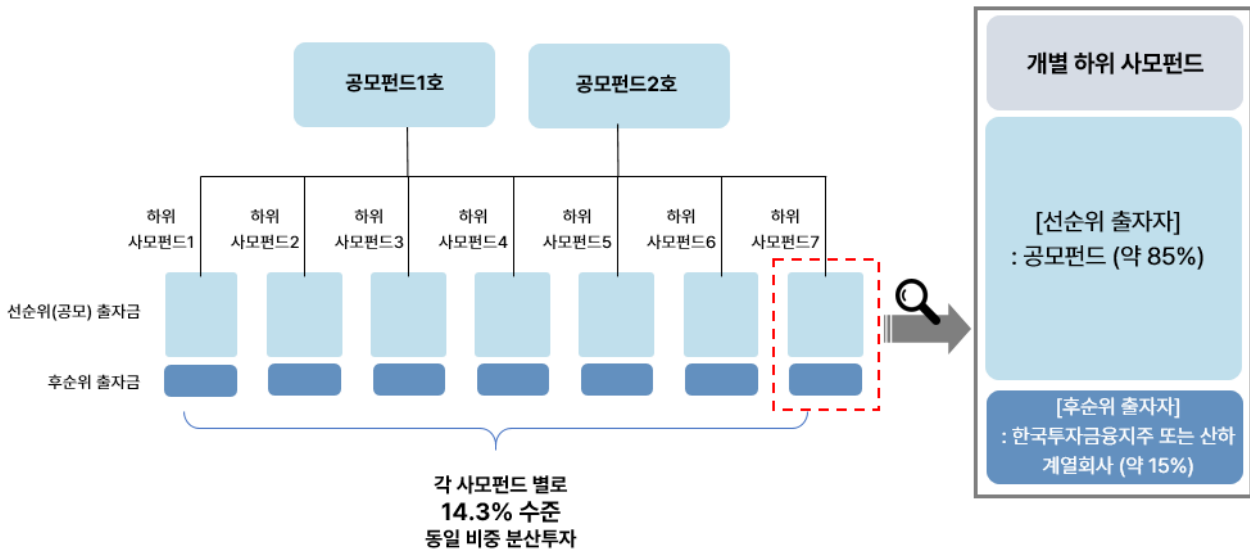 공모펀드1호
공모펀드2호
하위
사모펀드1
하위
사모펀드2
하위
사모펀드3
하위
사모펀드4
하위
사모펀드5
하위
사모펀드6
하위
사모펀드7
선순위(공모) 출자금
후순위 출자금
각 사모펀드 별로
14.3% 수준
동일 비중 분산투자
개별 하위 사모펀드
[선순위 출자자]
: 공모펀드 (약 85%)
[후순위 출자자]
: 한국투자금융지주 또는 산하
계열회사 (약 15%)